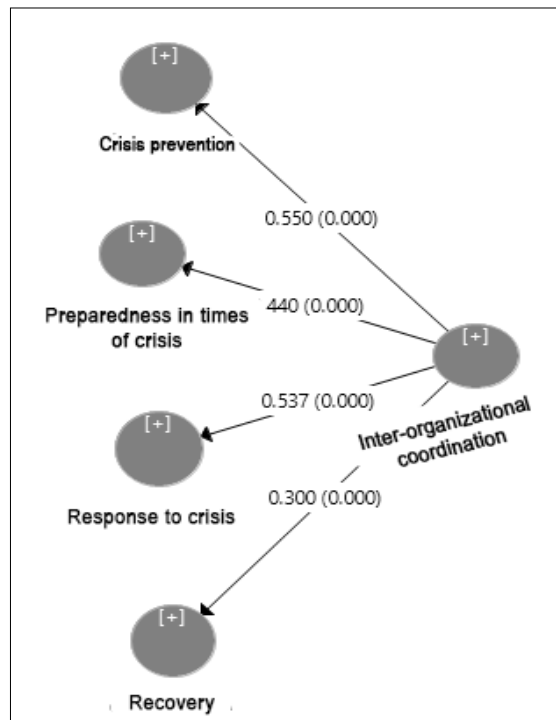 [+]
Crisis prevention
0.550 (0.000)
[+]
440 (0.000)
Preparedness in times
of crisis
[+]
Inter-organizational
coordination
0.537 (0.000)
[+]
Response to crisis
0.300 (0.000)
[+]
Recovery